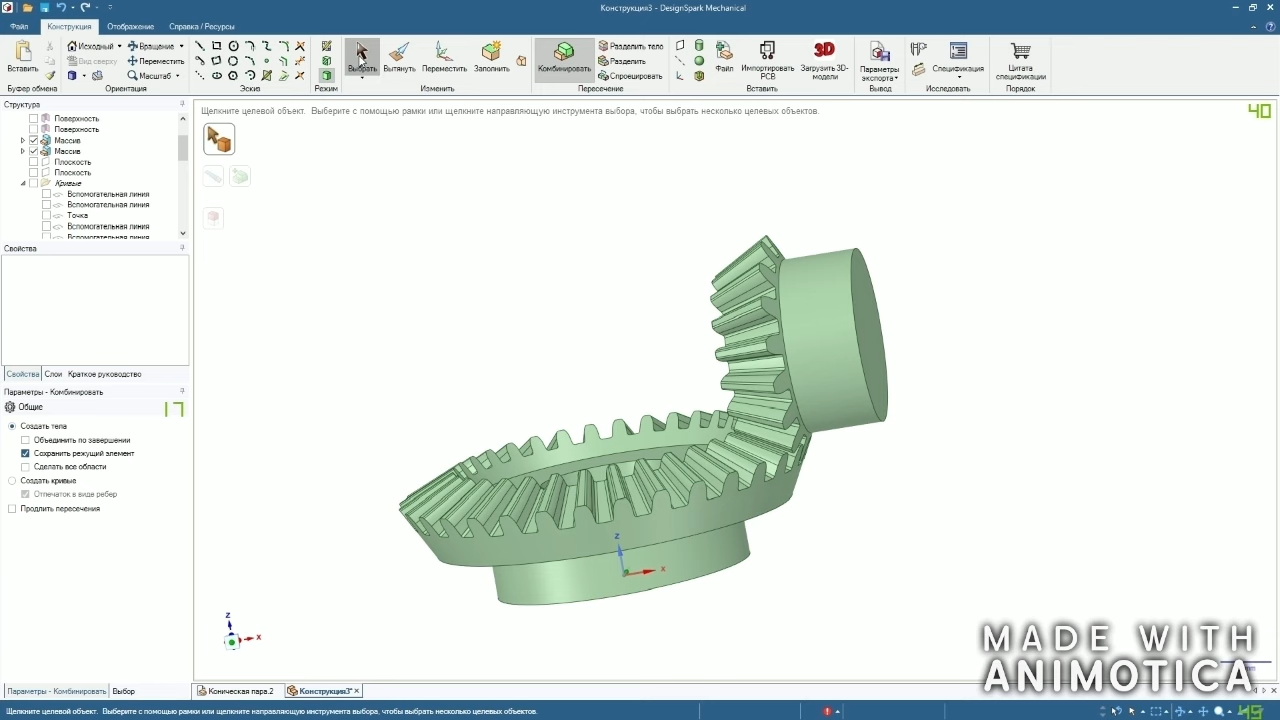 Конструкция3 - DesignSpark Mechanical
Файл Конструкция Отображение Справка / Ресурсы
Вставить
Буфер обмена
Исходный Вращение
Вид сверху Переместить
Масштаб
Ориентация
Эскиз
Режим
Выбрать Вытянуть Переместить Заполнить
Изменить
Комбинировать
Разделить тело
Разделить
Спроецировать
Пересечение
Файл Импортировать PCB Загрузить 3D-модели
3D
Вставить
Параметры экспорта
Вывод
Спецификация
Исследовать
Цитата спецификации
Порядок
Структура
Поверхность
Поверхность
Массив
Массив
Плоскость
Плоскость
Кривые
Вспомогательная линия
Вспомогательная линия
Точка
Вспомогательная линия
Вспомогательная линия
Свойства
Свойства Слои Краткое руководство
Параметры - Комбинировать
Общие
17
Создать тела
Объединить по завершении
Сохранить режущий элемент
Сделать все области
Создать кривые
Отпечаток в виде ребер
Продлить пересечения
Параметры - Комбинировать Выбор
Щелкните целевой объект. Выберите с помощью рамки или щелкните направляющую инструмента выбора, чтобы выбрать несколько целевых объектов.
40
Z
X
Z
X
MADE WITH
ANIMOTICA
Коническая пара.2 Конструкция3*
Щелкните целевой объект. Выберите с помощью рамки или щелкните направляющую инструмента выбора, чтобы выбрать несколько целевых объектов.
45